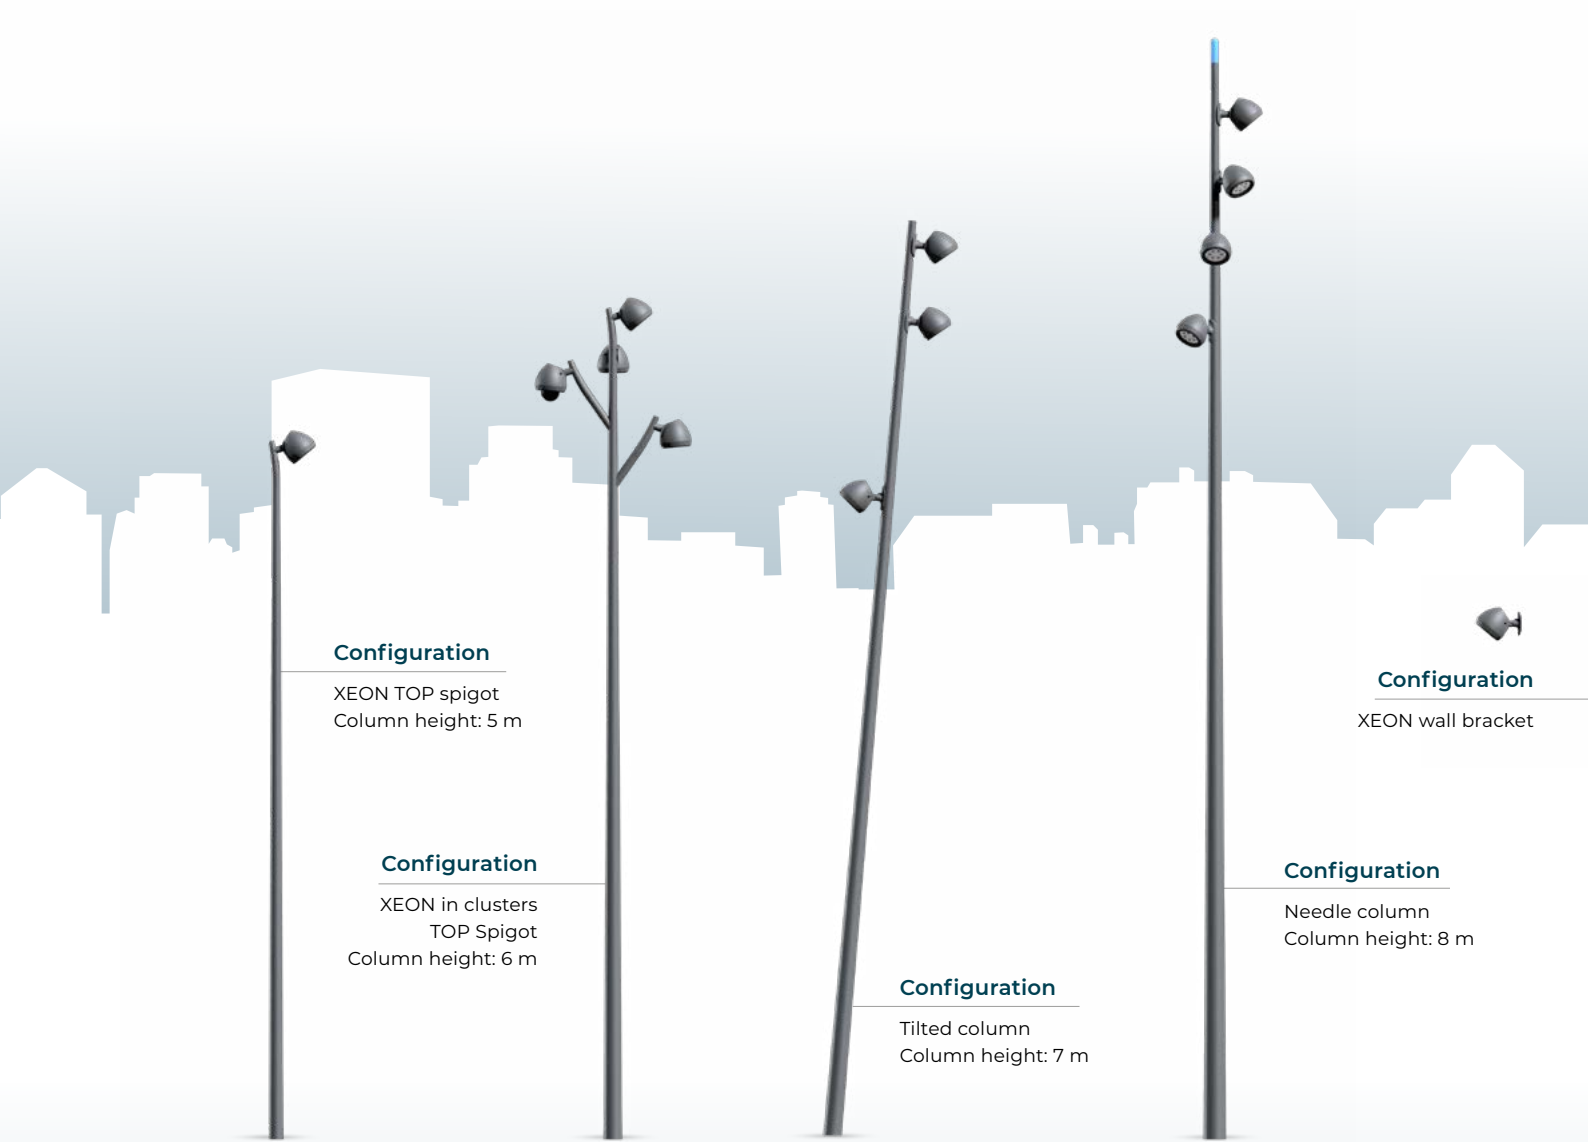 Configuration
XEON TOP spigot
Column height: 5 m
Configuration
XEON in clusters
TOP Spigot
Column height: 6 m
Configuration
Tilted column
Column height: 7 m
Configuration
Needle column
Column height: 8 m
Configuration
XEON wall bracket